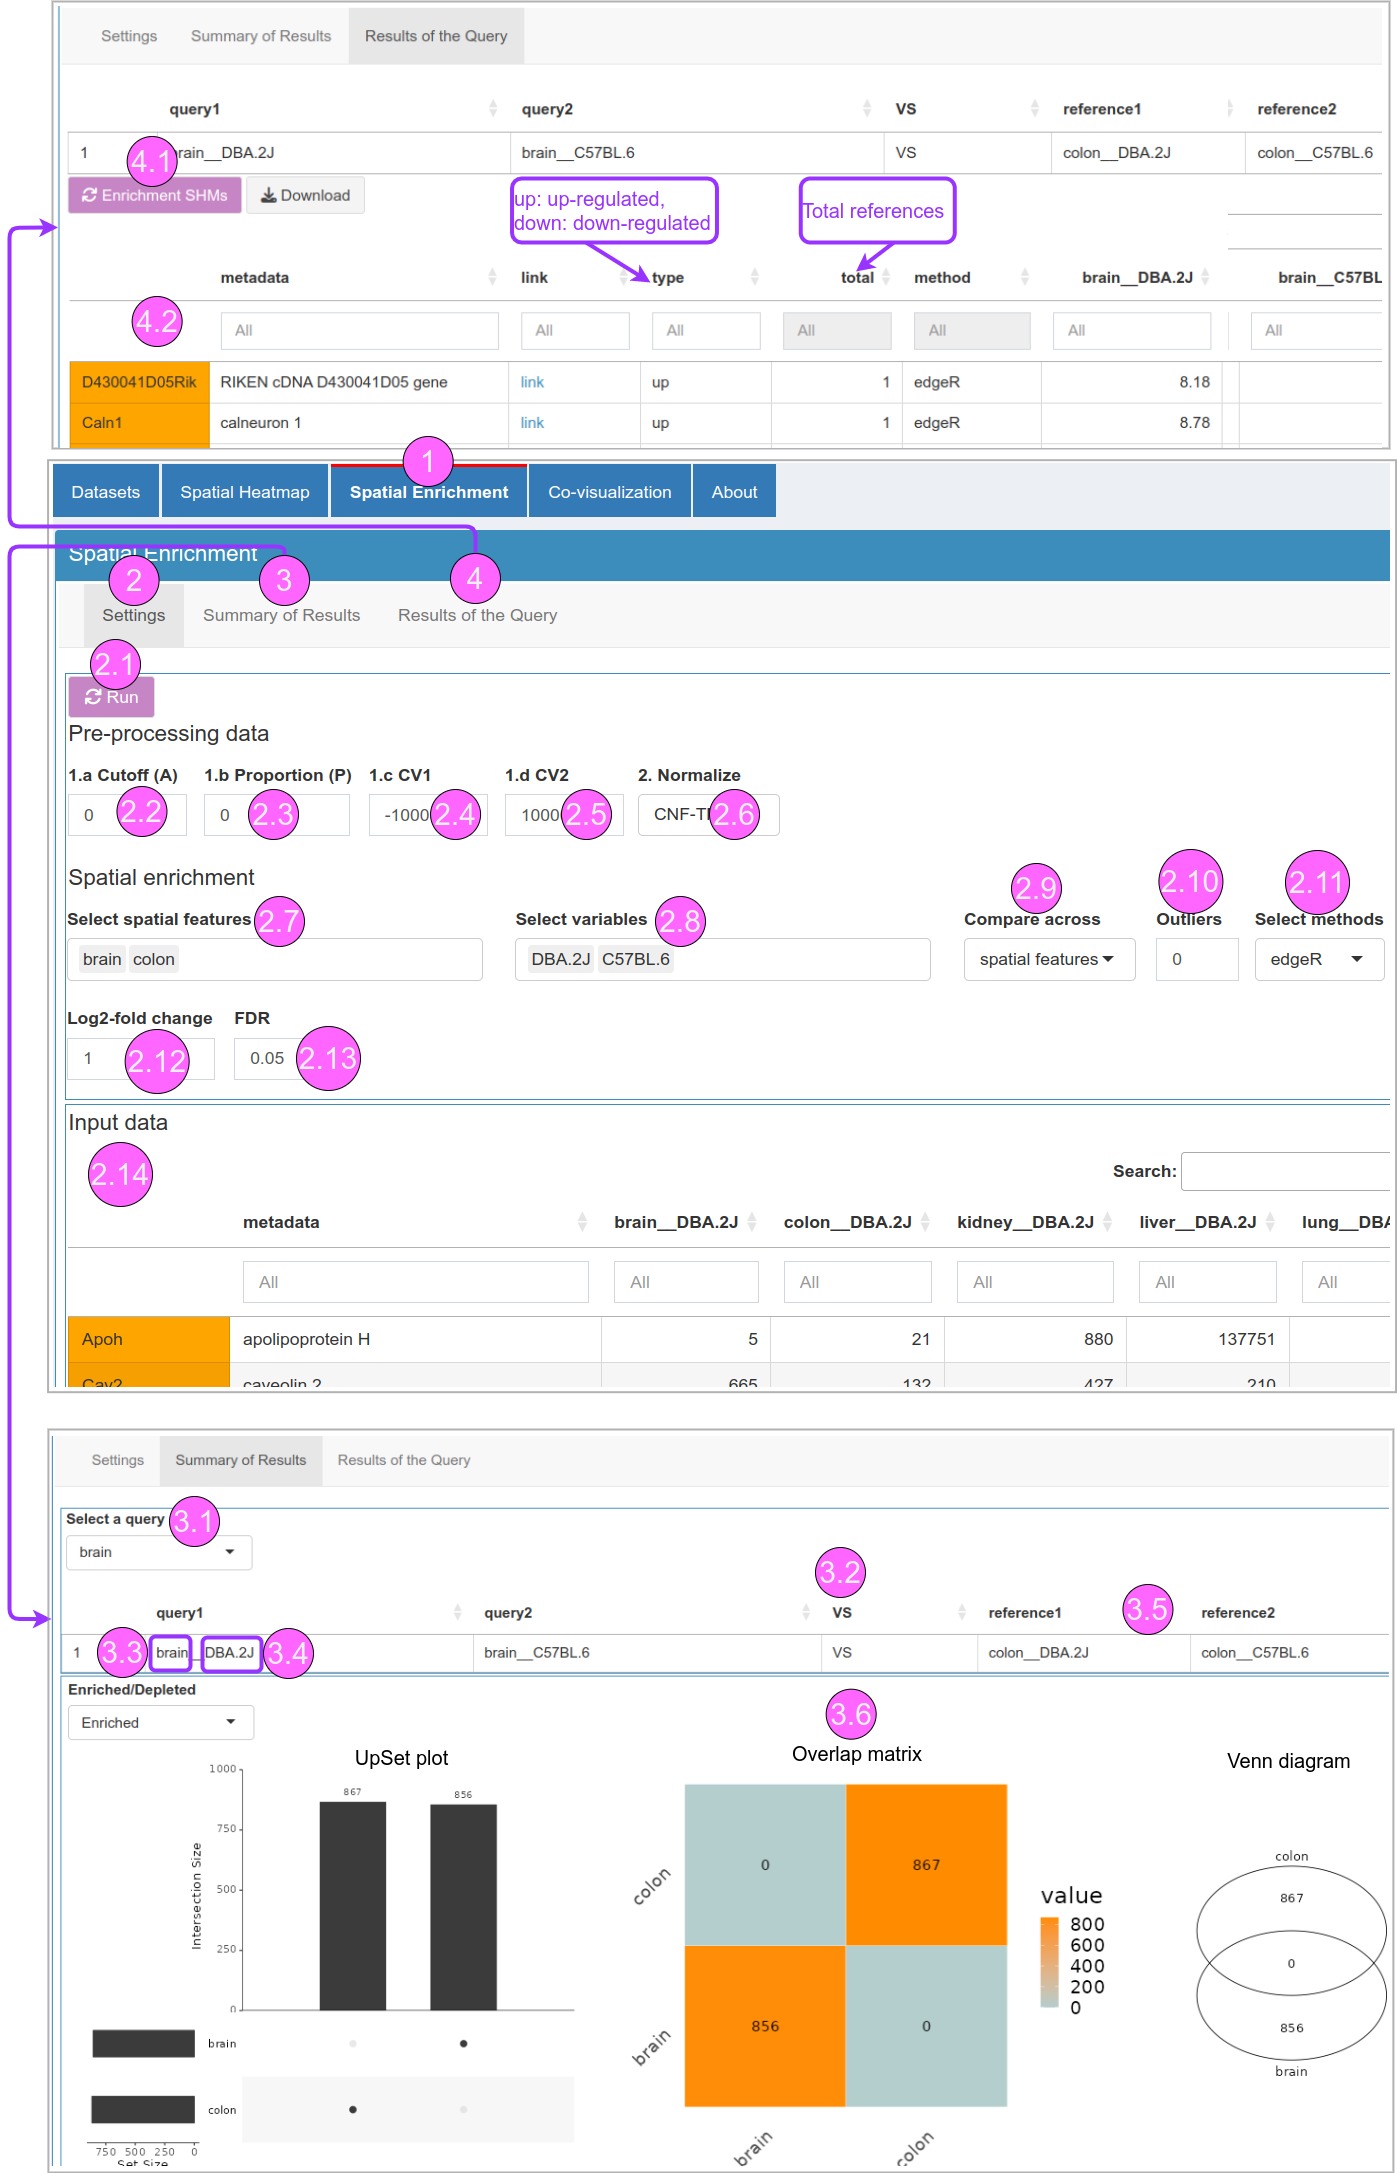 Settings Summary of Results Results of the Query
query1 query2 VS reference1 reference2
1 brain__DBA.2J brain__C57BL.6 VS colon__DBA.2J colon__C57BL.6
4.1
Enrichment SHMs Download
up: up-regulated,
down: down-regulated
Total references
metadata link type total method brain__DBA.2J brain__C57BL
4.2 All All All All All All All
D430041D05Rik RIKEN cDNA D430041D05 gene link up 1 edgeR 8.18
Caln1 calneuron 1 link up 1 edgeR 8.78
1
Datasets Spatial Heatmap Spatial Enrichment Co-visualization About
Spatial Enrichment
2 3 4
Settings Summary of Results Results of the Query
2.1
Run
Pre-processing data
1.a Cutoff (A) 1.b Proportion (P) 1.c CV1 1.d CV2 2. Normalize
0 2.2 0 2.3 -1000 2.4 1000 2.5 2.6
Spatial enrichment
2.9 2.10 2.11
Select spatial features 2.7 Select variables 2.8 Compare across Outliers Select methods
brain colon DBA.2J C57BL.6 spatial features 0 edgeR
Log2-fold change FDR
1 2.12 0.05 2.13
Input data
2.14
Search:
metadata brain__DBA.2J colon__DBA.2J kidney__DBA.2J liver__DBA.2J lung__DBA
All All All All All All
Apoh apolipoprotein H 5 21 880 137751
Cav2 caveolin 2 665 132 427 210
Settings Summary of Results Results of the Query
Select a query 3.1
brain
3.2
query1 query2 VS reference1 3.5 reference2
1 3.3 brain__DBA.2J 3.4 brain__C57BL.6 VS colon__DBA.2J colon__C57BL.6
Enriched/Depleted
Enriched
3.6
UpSet plot Overlap matrix Venn diagram
1000
750
500
250
0
Intersection Size
867 856
brain
colon
750 500 250 0
Set Size
colon 0 867
brain 856 0
brain colon
value
800
600
400
200
0
colon
867
0
856
brain